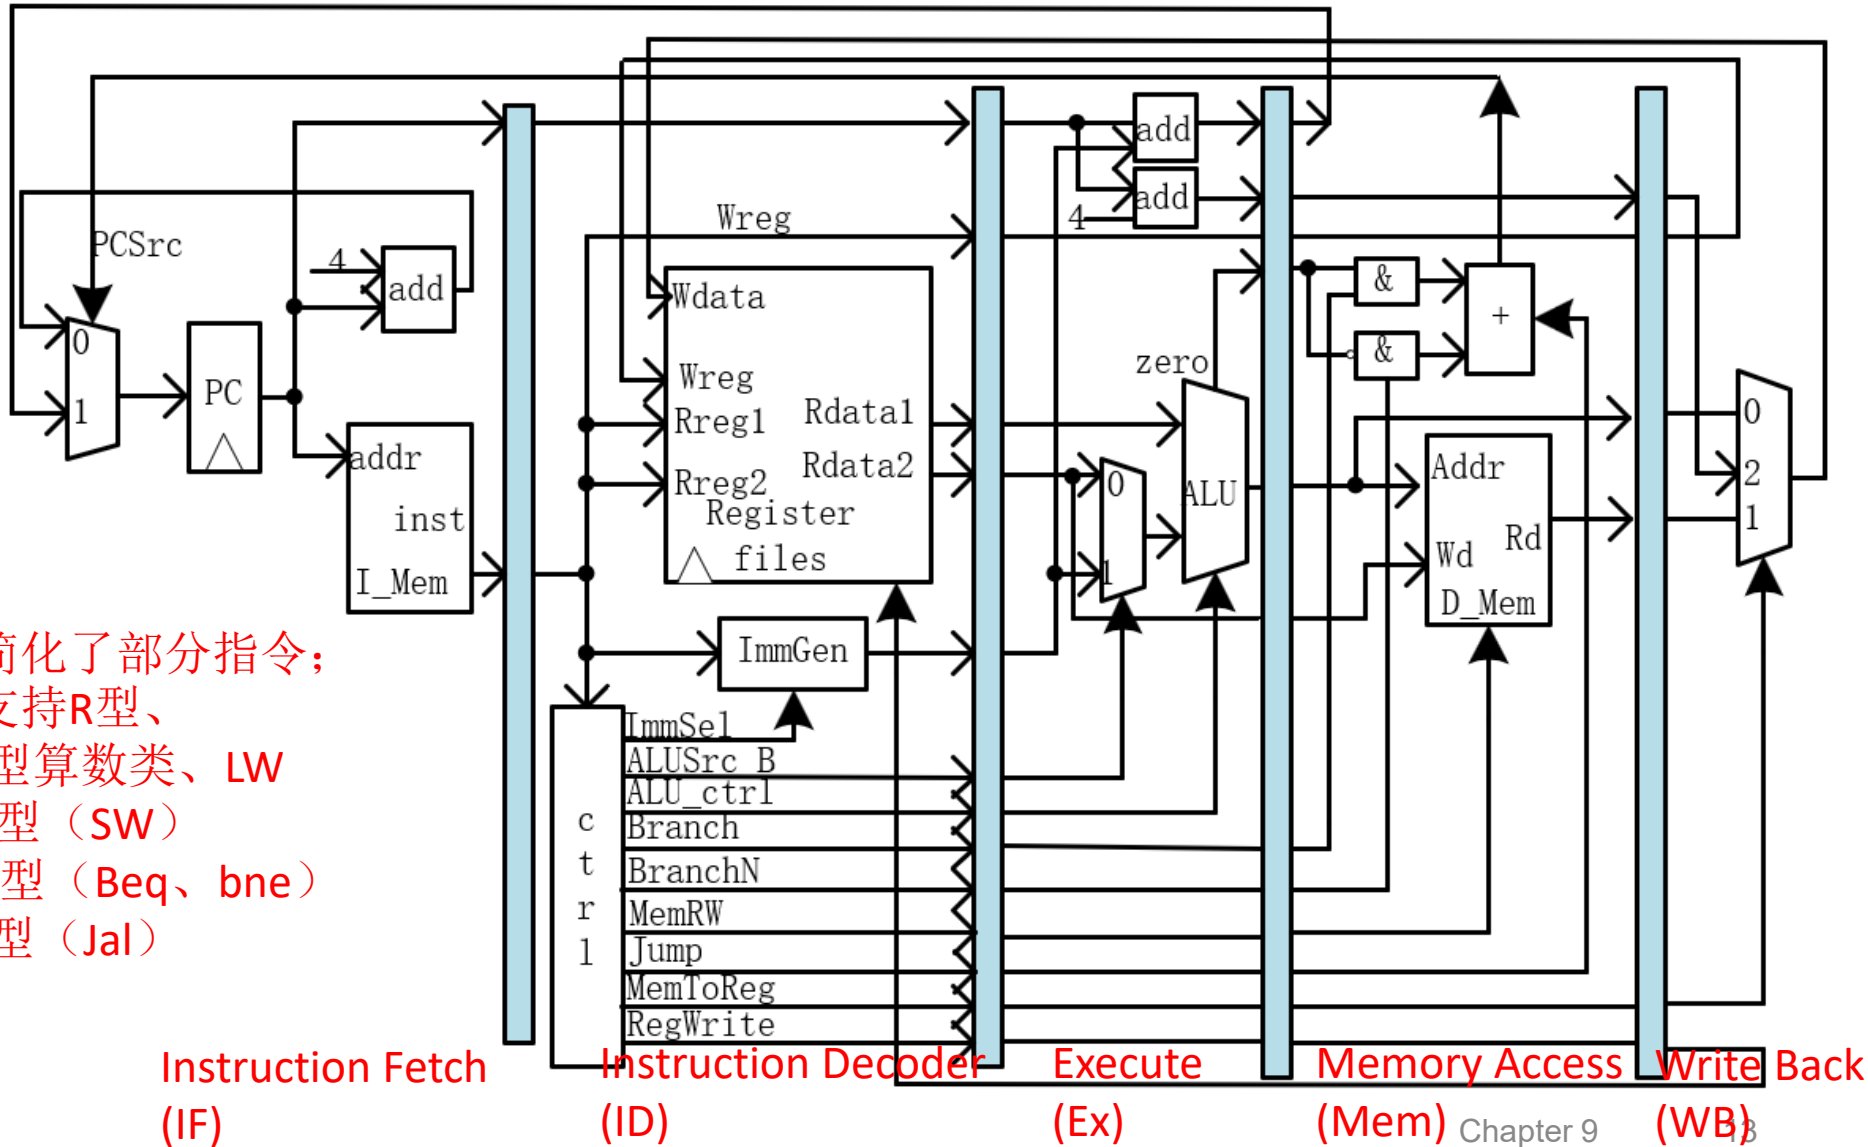 PCSrc
0
1
PC
4
add
addr
inst
I_Mem
Wreg
Wdata
Wreg
Rreg1
Rreg2
Rdata1
Rdata2
Register
files
ImmGen
ctrl
ImmSel
ALUSrc_B
ALU_ctrl
Branch
BranchN
MemRW
Jump
MemToReg
RegWrite
add
add
4
zero
0
1
ALU
&
&
+
Addr
Rd
Wd
D_Mem
0
2
1
简化了部分指令;
支持R型、
型算数类、LW
型（SW）
型（Beq、bne）
型（Jal）
Instruction Fetch
(IF)
Instruction Decoder
(ID)
Execute
(Ex)
Memory Access
(Mem)
Write Back
(WB)
Chapter 9
13